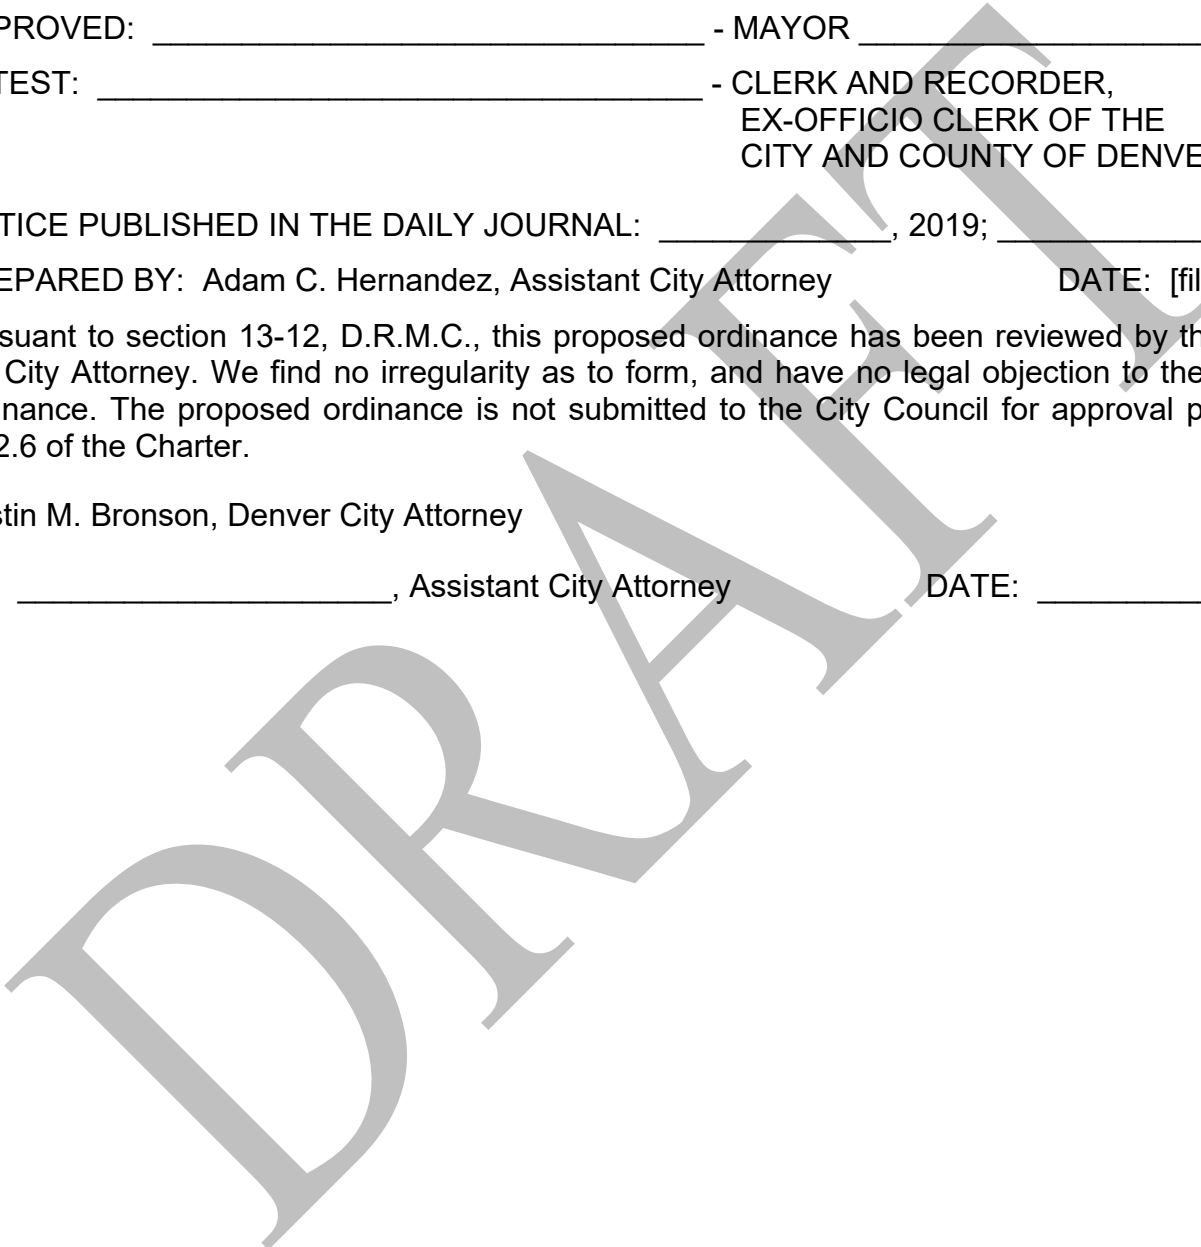 PROVED: _______________________________ - MAYOR ____________________
TEST: __________________________________ - CLERK AND RECORDER,
EX-OFFICIO CLERK OF THE
CITY AND COUNTY OF DENVE
TICE PUBLISHED IN THE DAILY JOURNAL: _____________, 2019; ____________
EPARED BY: Adam C. Hernandez, Assistant City Attorney DATE: [fil
suant to section 13-12, D.R.M.C., this proposed ordinance has been reviewed by th
City Attorney. We find no irregularity as to form, and have no legal objection to the
inance. The proposed ordinance is not submitted to the City Council for approval p
2.6 of the Charter.
stin M. Bronson, Denver City Attorney
_____________________, Assistant City Attorney DATE: __________
DRAFT